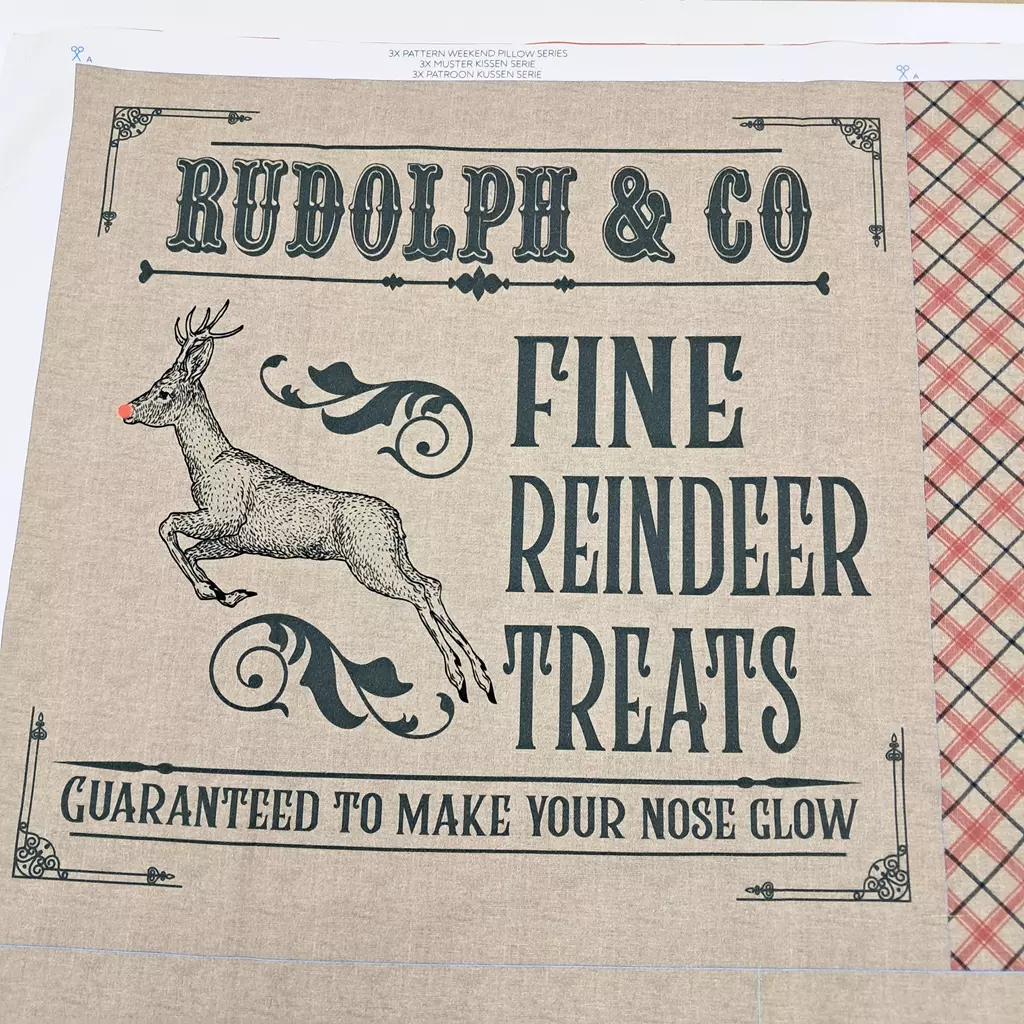 3X PATTERN WEEKEND PILLOW SERIES
3X MUSTER KISSEN SERIE
3X PATROON KUSSEN SERIE
A
A
RUDOLPH & CO
FINE
REINDEER
TREATS
GUARANTEED TO MAKE YOUR NOSE GLOW